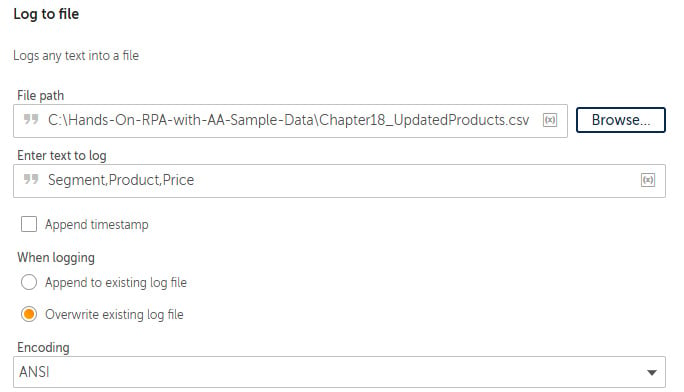 Log to file
Logs any text into a file
File path
C:\Hands-On-RPA-with-AA-Sample-Data\Chapter18_UpdatedProducts.csv
(x)
Browse...
Enter text to log
Segment,Product,Price
(x)
Append timestamp
When logging
Append to existing log file
Overwrite existing log file
Encoding
ANSI